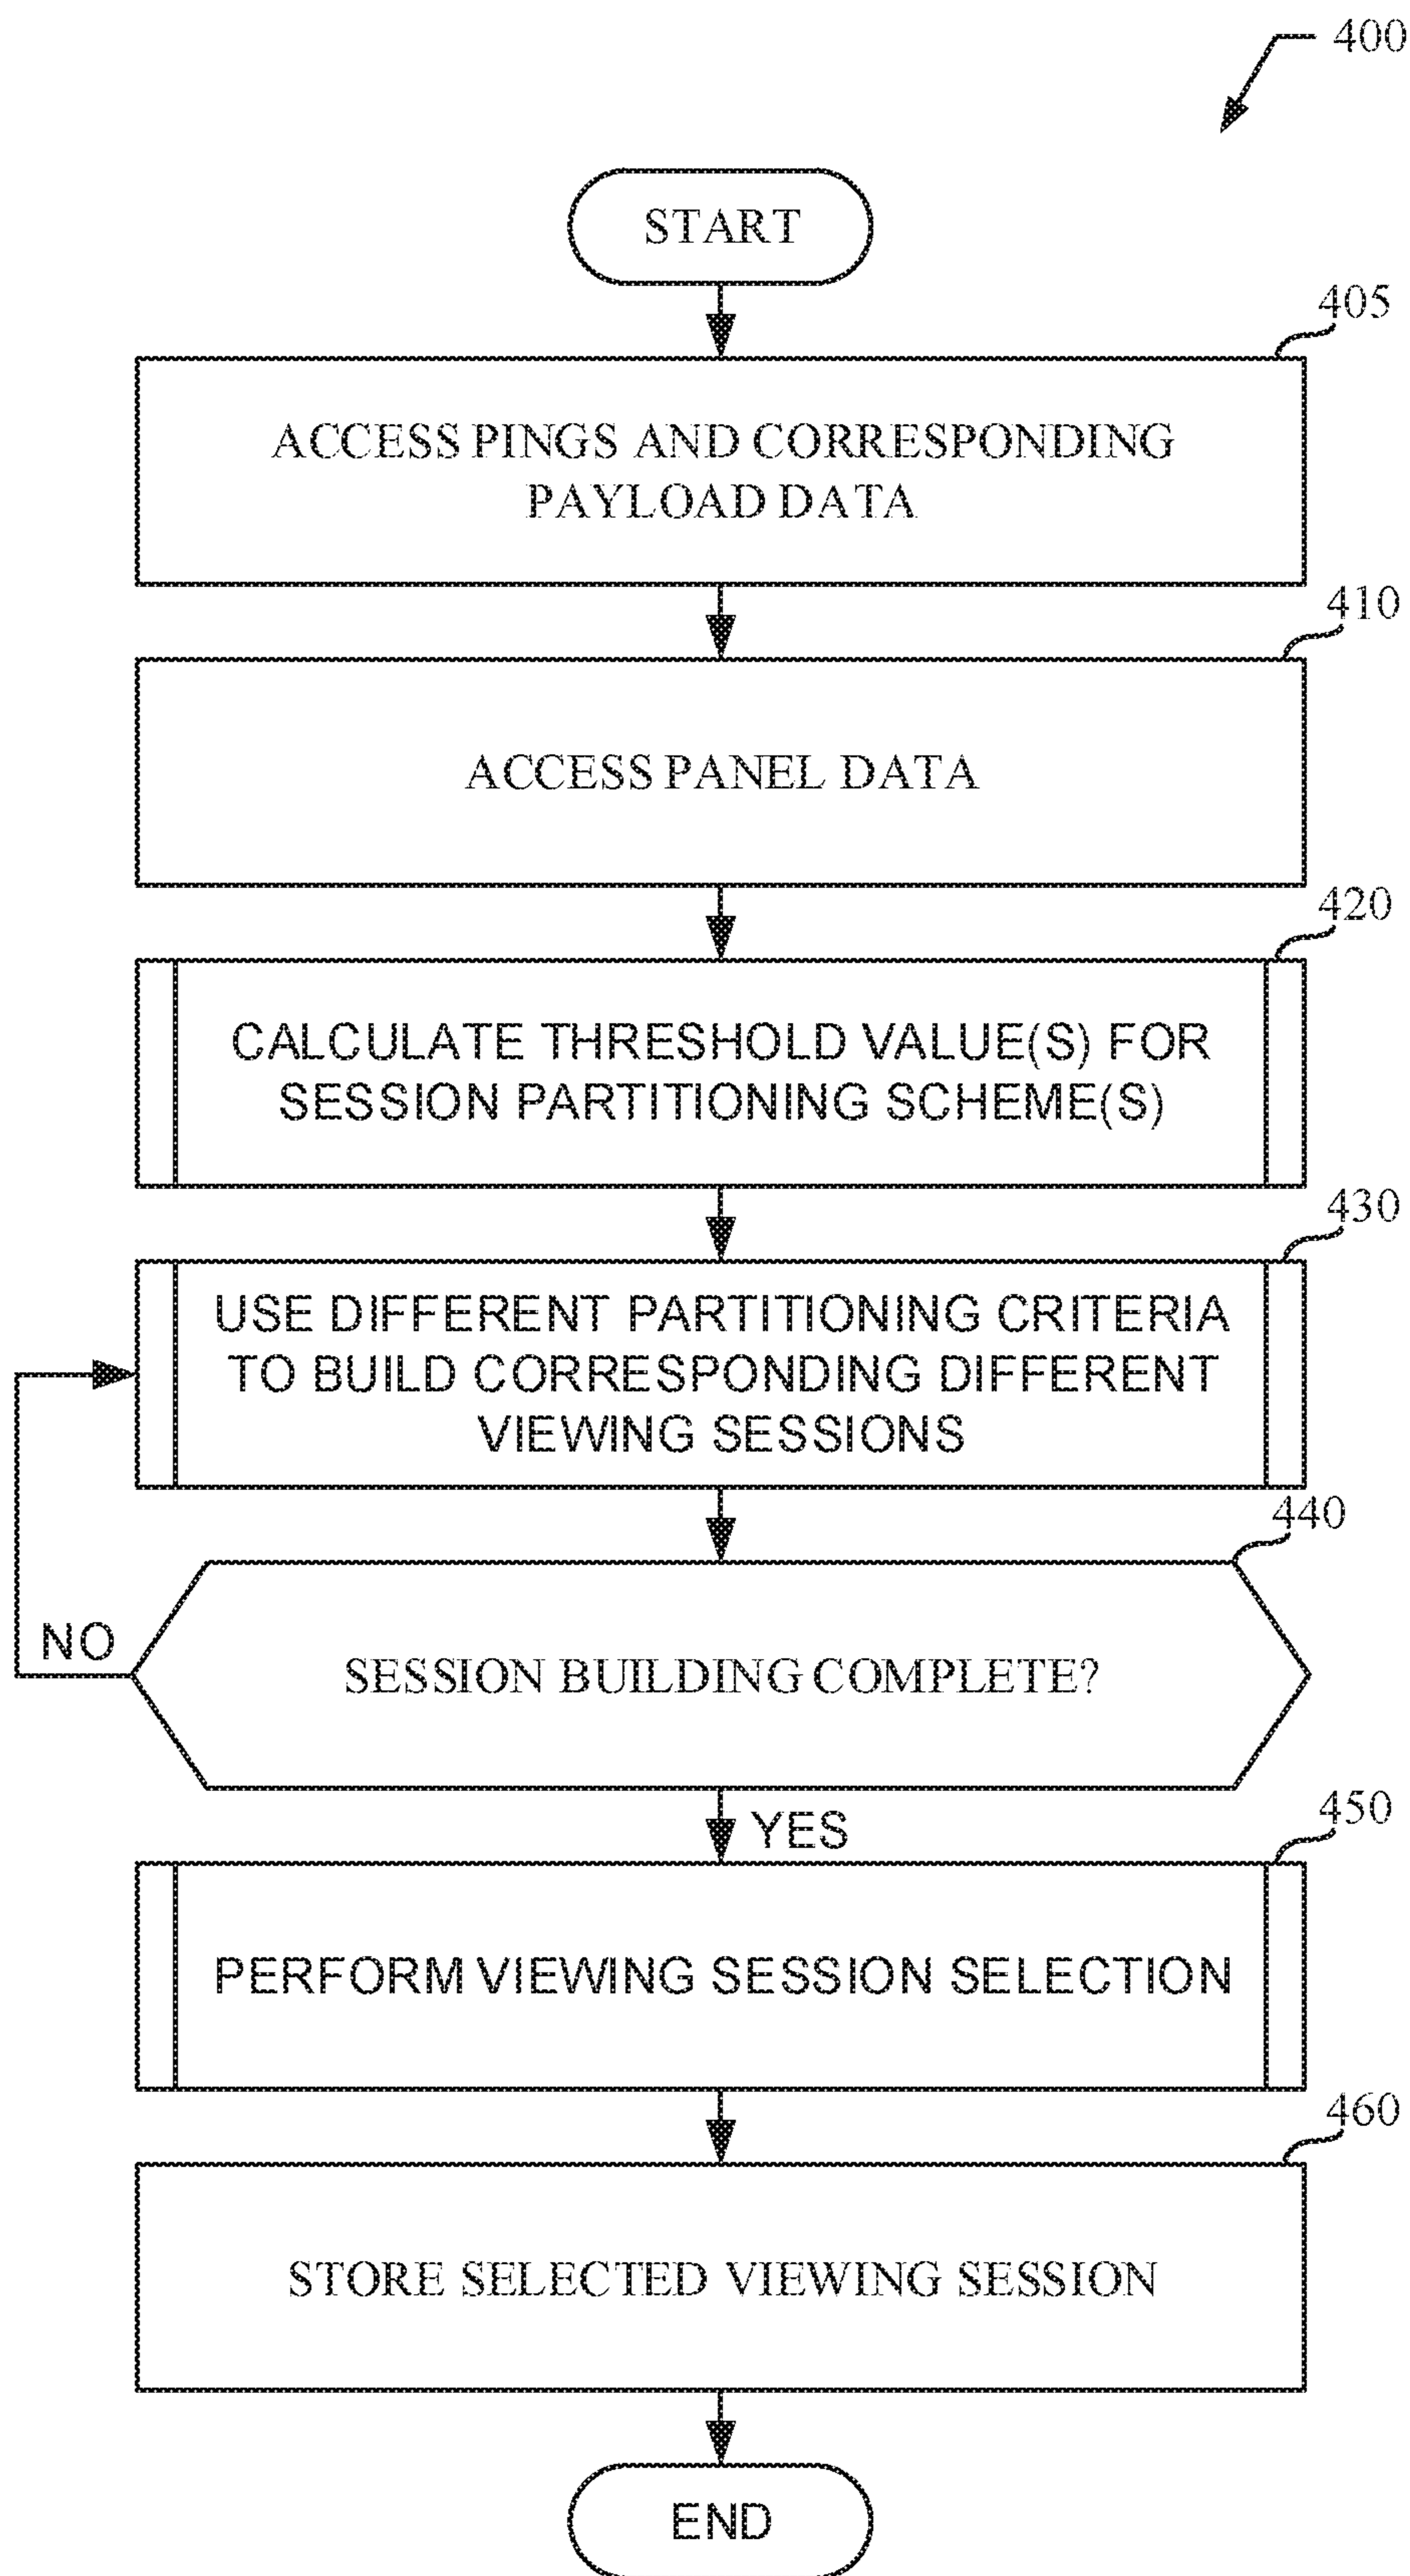 400
START
405
ACCESS PINGS AND CORRESPONDING
PAYLOAD DATA
410
ACCESS PANEL DATA
420
CALCULATE THRESHOLD VALUE(S) FOR
SESSION PARTITIONING SCHEME(S)
430
USE DIFFERENT PARTITIONING CRITERIA
TO BUILD CORRESPONDING DIFFERENT
VIEWING SESSIONS
440
NO
SESSION BUILDING COMPLETE?
YES
450
PERFORM VIEWING SESSION SELECTION
460
STORE SELECTED VIEWING SESSION
END